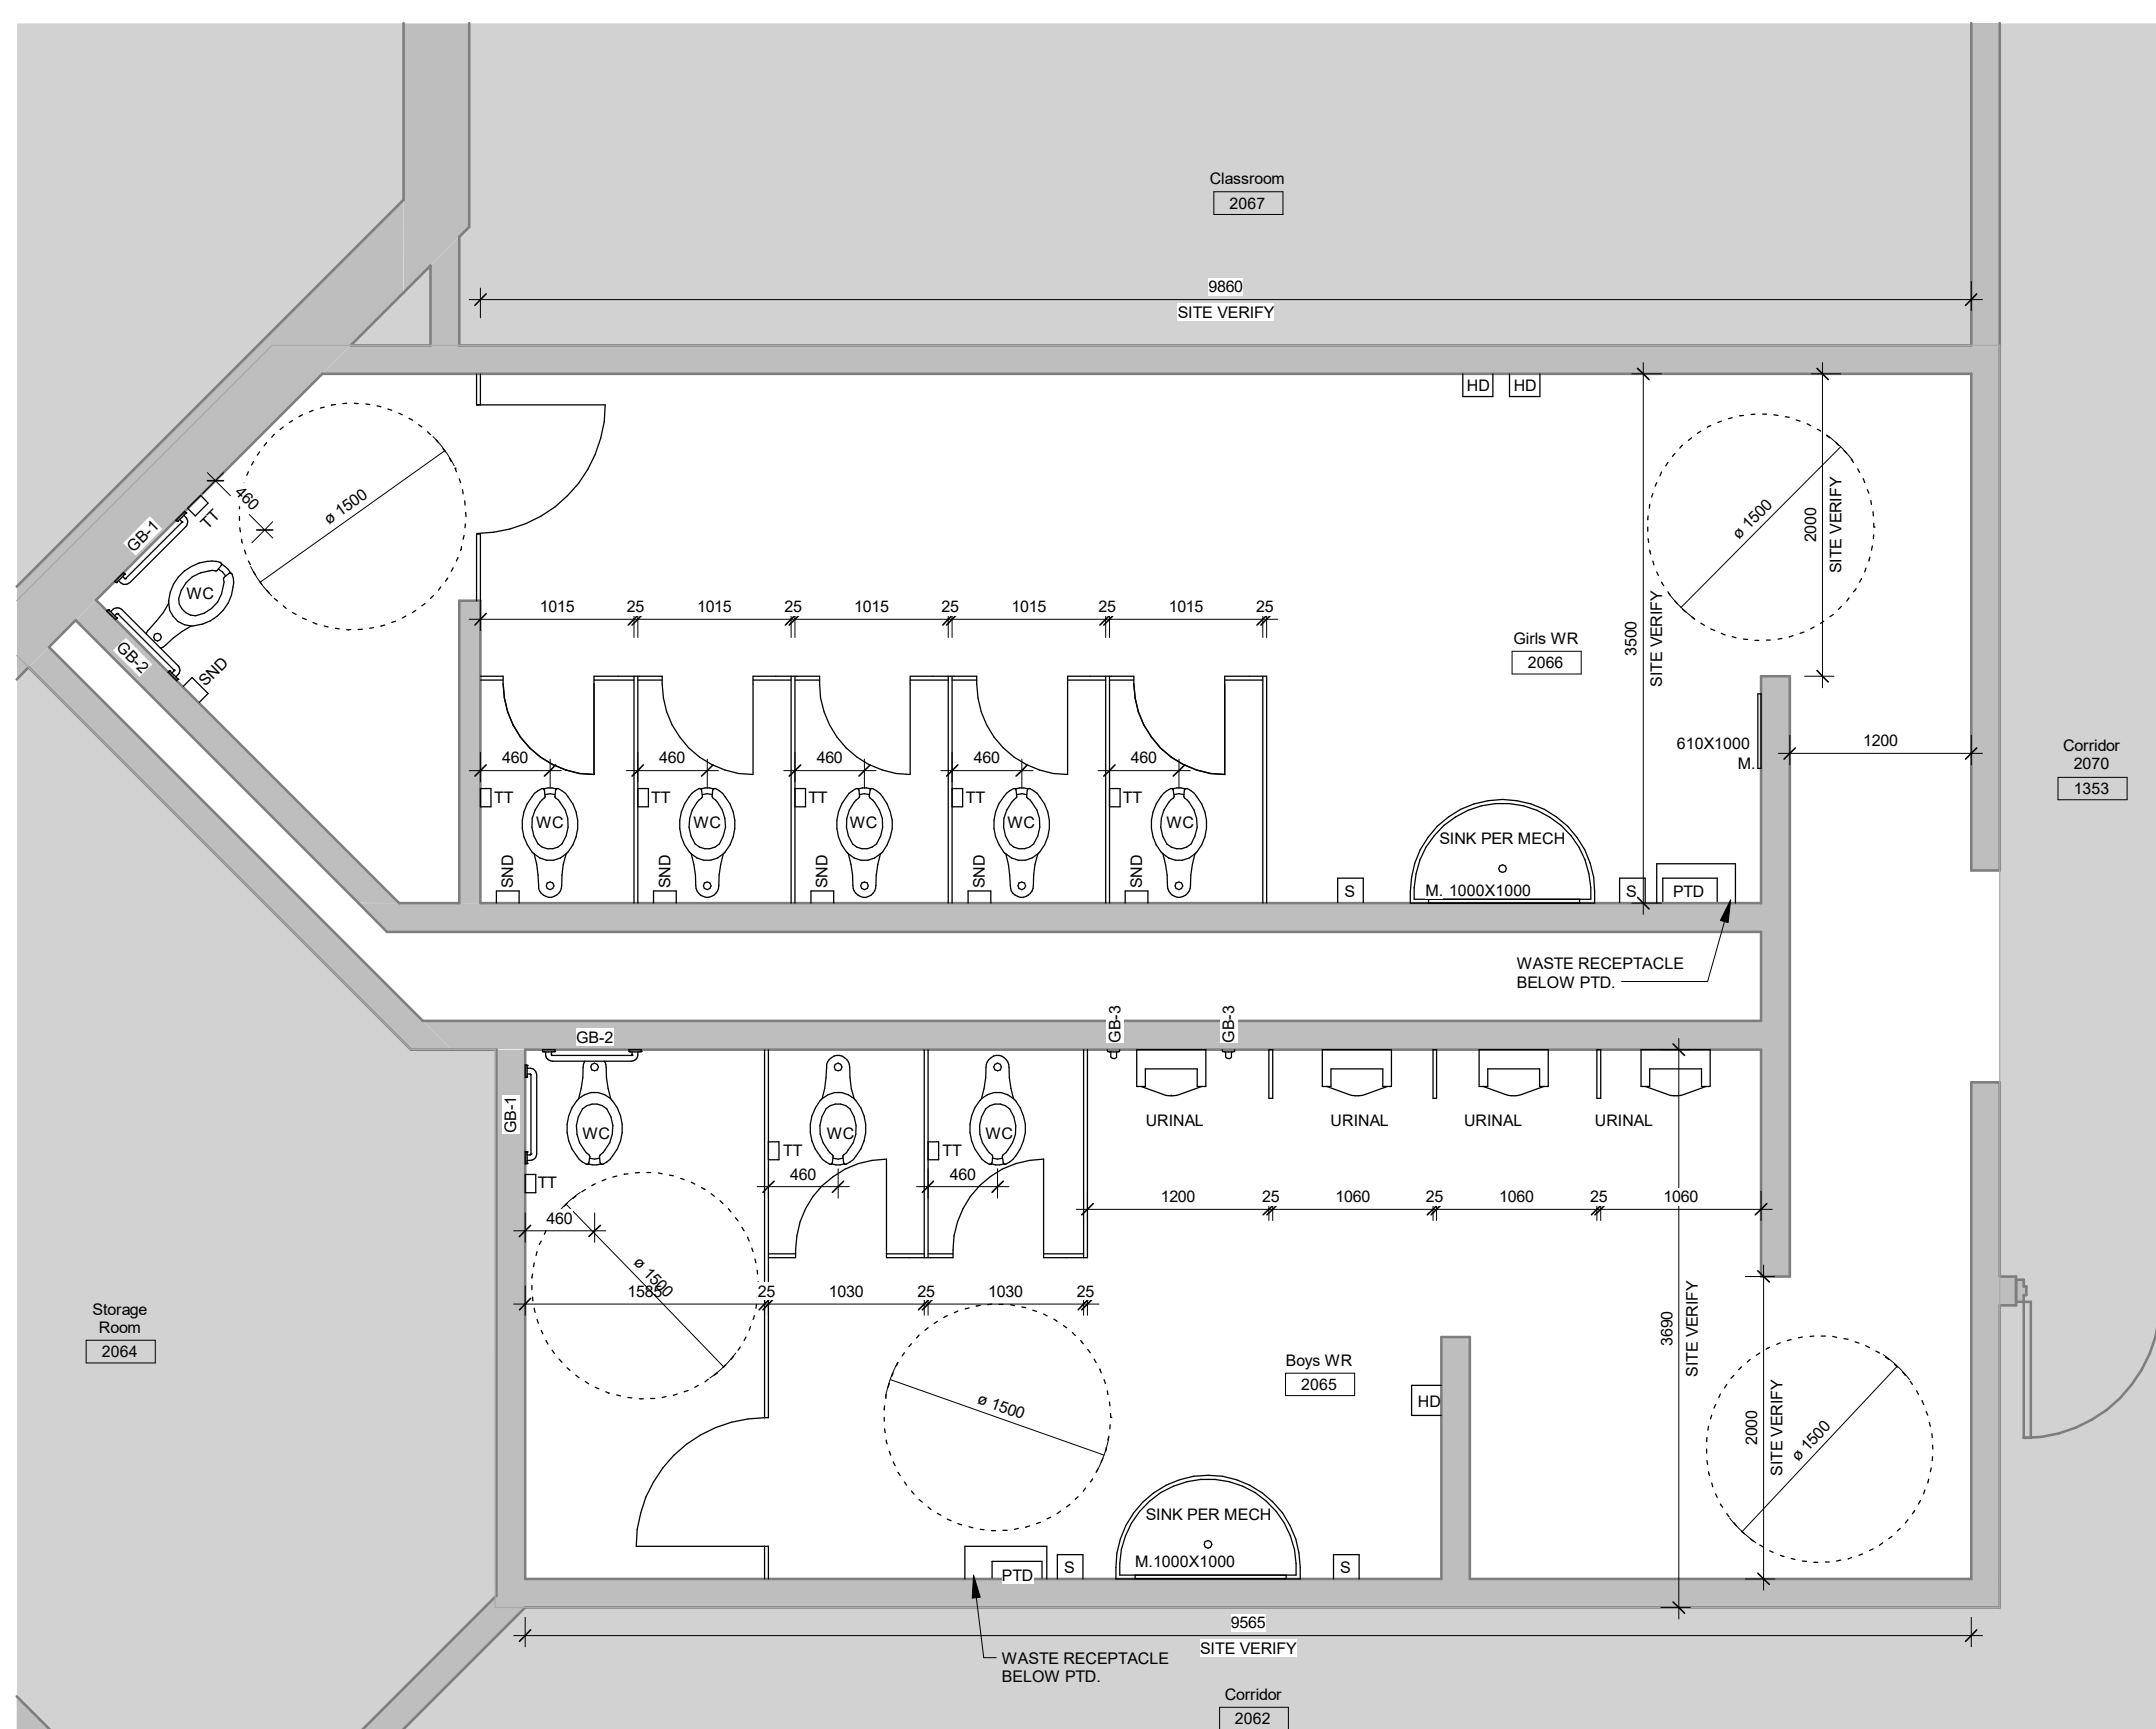 Classroom
2067
9860
SITE VERIFY
HD
HD
460
TT
GB-1
WC
GB-2
SND
ø 1500
ø 1500
2000
SITE VERIFY
3500
SITE VERIFY
1015
25
1015
25
1015
25
1015
25
1015
25
Girls WR
2066
610X1000
M.
1200
Corridor
2070
1353
460
460
460
460
460
TT
TT
TT
TT
TT
WC
WC
WC
WC
WC
SND
SND
SND
SND
SND
SINK PER MECH
M. 1000X1000
S
S
PTD
WASTE RECEPTACLE
BELOW PTD.
GB-2
GB-3
GB-3
GB-1
WC
WC
WC
TT
TT
TT
460
460
460
URINAL
URINAL
URINAL
URINAL
1200
25
1060
25
1060
25
1060
ø 1500
25
1030
25
1030
25
Storage
Room
2064
3690
SITE VERIFY
Boys WR
2065
HD
ø 1500
2000
SITE VERIFY
ø 1500
SINK PER MECH
M.1000X1000
PTD
S
S
9565
SITE VERIFY
WASTE RECEPTACLE
BELOW PTD.
Corridor
2062